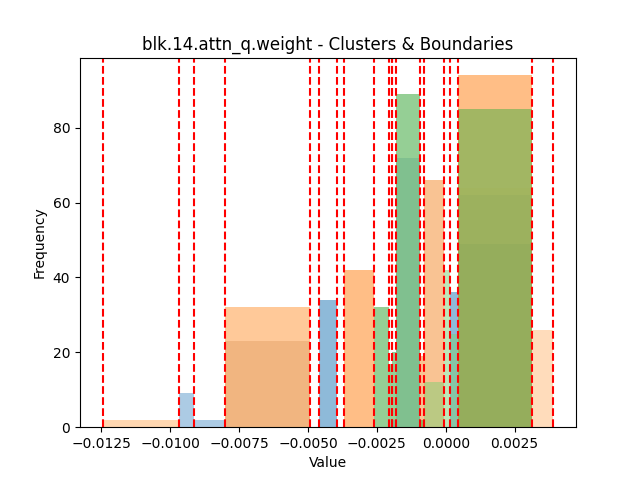 blk.14.attn_q.weight - Clusters & Boundaries
Frequency
80
60
40
20
0
−0.0125 −0.0100 −0.0075 −0.0050 −0.0025 0.0000 0.0025
Value